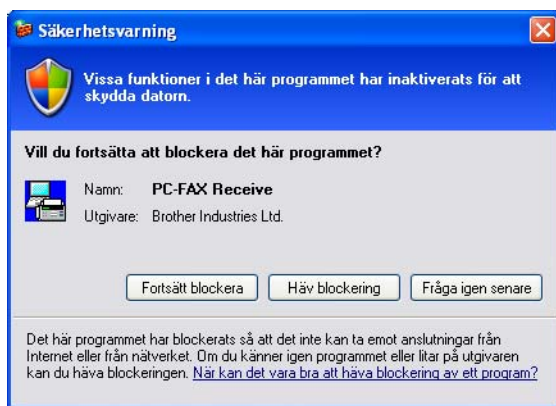 Säkerhetsvarning
Vissa funktioner i det här programmet har inaktiverats för att
skydda datorn.
Vill du fortsätta att blockera det här programmet?
Namn: PC-FAX Receive
Utgivare: Brother Industries Ltd.
Fortsätt blockera Häv blockering Fråga igen senare
Det här programmet har blockerats så att det inte kan ta emot anslutningar från
Internet eller från nätverket. Om du känner igen programmet eller litar på utgivaren
kan du häva blockeringen. När kan det vara bra att häva blockering av ett program?